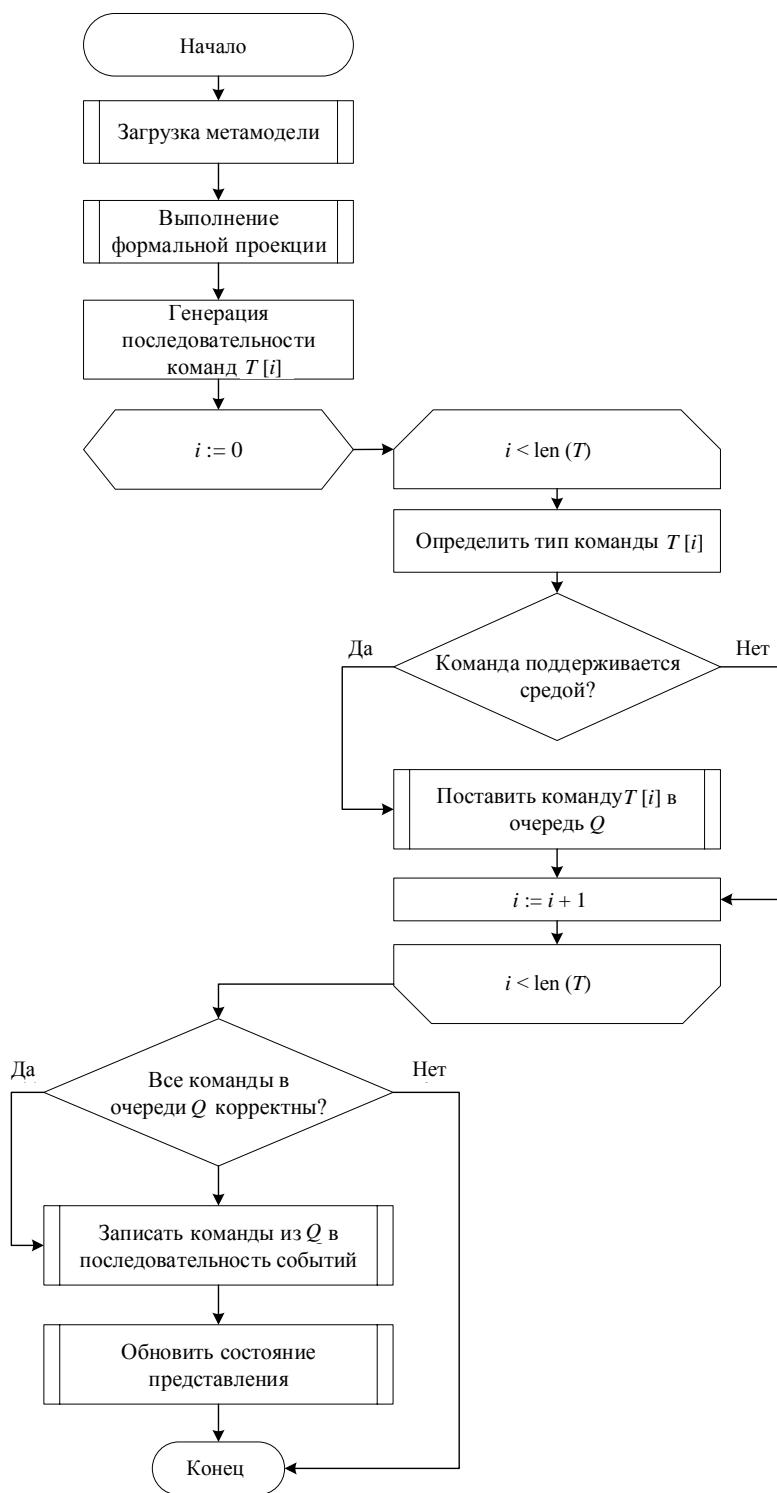 Начало
Загрузка метамодели
Выполнение
формальной проекции
Генерация
последовательности
команд T [i]
i := 0
i < len (T)
Определить тип команды T [i]
Да
Нет
Команда поддерживается
средой?
Поставить команду T [i] в
очередь Q
i := i + 1
i < len (T)
Да
Нет
Все команды в
очереди Q корректны?
Записать команды из Q в
последовательность событий
Обновить состояние
представления
Конец